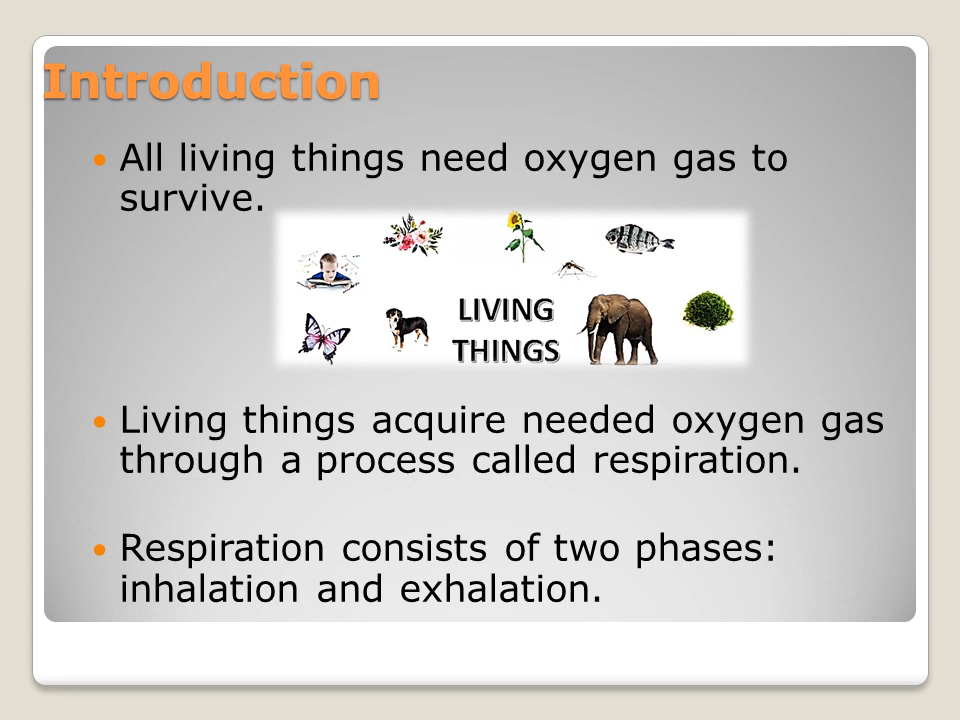 Introduction
All living things need oxygen gas to
survive.
LIVING
THINGS
Living things acquire needed oxygen gas
through a process called respiration.
Respiration consists of two phases:
inhalation and exhalation.